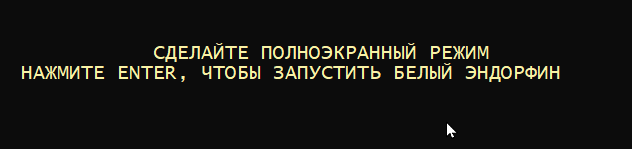 СДЕЛАЙТЕ ПОЛНОЭКРАННЫЙ РЕЖИМ
НАЖМИТЕ ENTER, ЧТОБЫ ЗАПУСТИТЬ БЕЛЫЙ ЭНДОРФИН